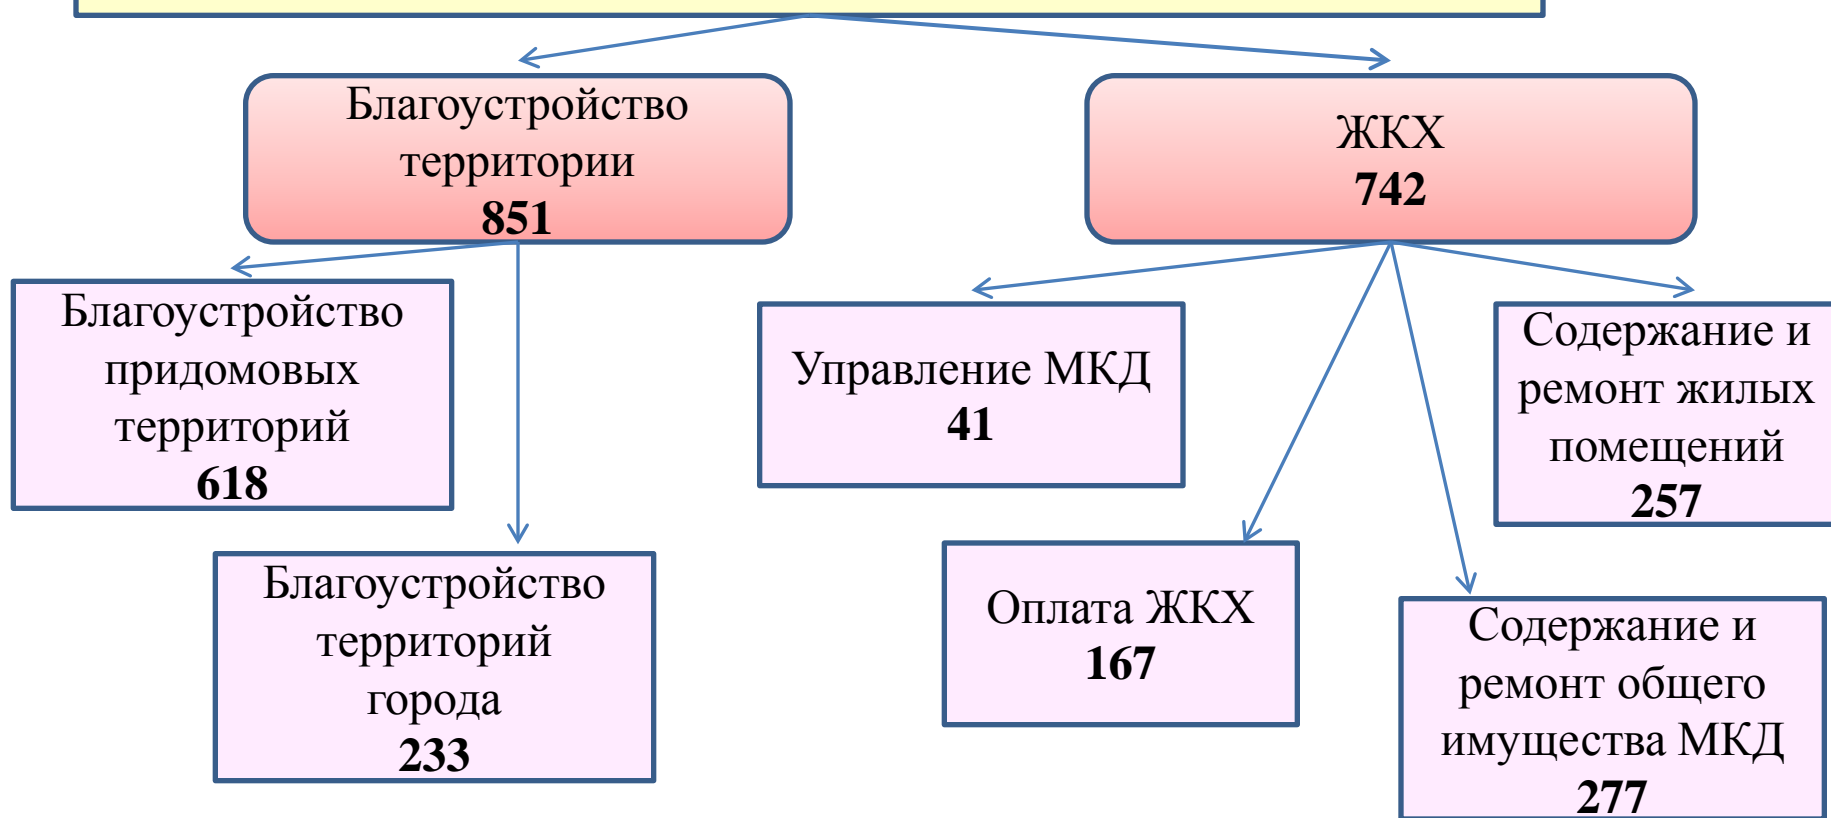 Благоустройство
территории
851
ЖКХ
742
Благоустройство
придомовых
территорий
618
Управление МКД
41
Содержание и
ремонт жилых
помещений
257
Благоустройство
территорий
города
233
Оплата ЖКХ
167
Содержание и
ремонт общего
имущества МКД
277